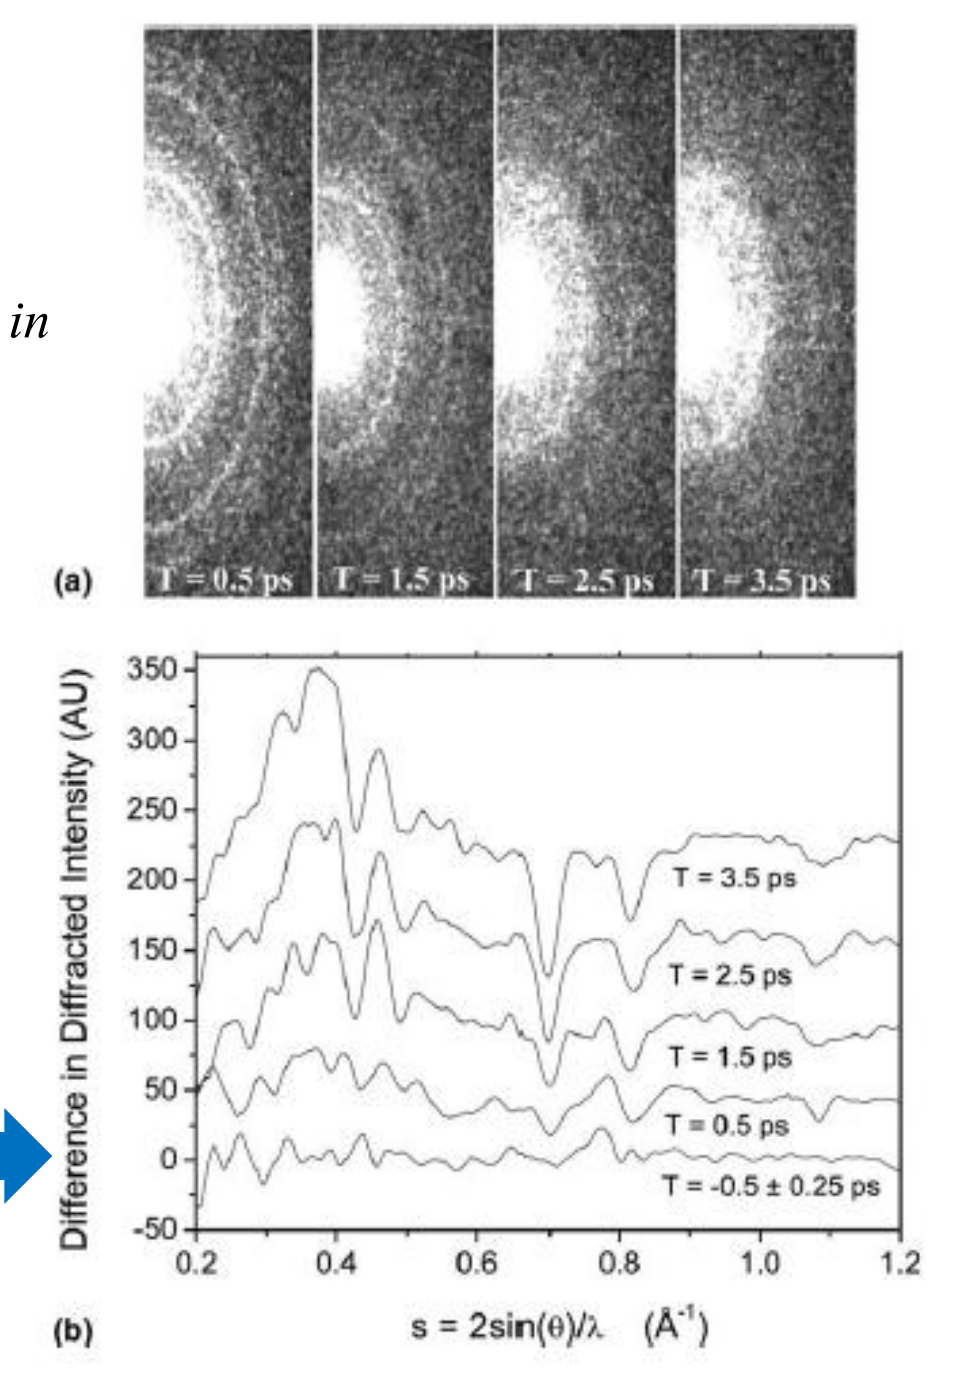 in
(a)
T = 0.5 ps
T = 1.5 ps
T = 2.5 ps
T = 3.5 ps
Difference in Diffracted Intensity (AU)
350
300
250
200
150
100
50
0
-50
T = 3.5 ps
T = 2.5 ps
T = 1.5 ps
T = 0.5 ps
T = -0.5 ± 0.25 ps
0.2
0.4
0.6
0.8
1.0
1.2
(b)
s = 2sin(θ)/λ (Å⁻¹)